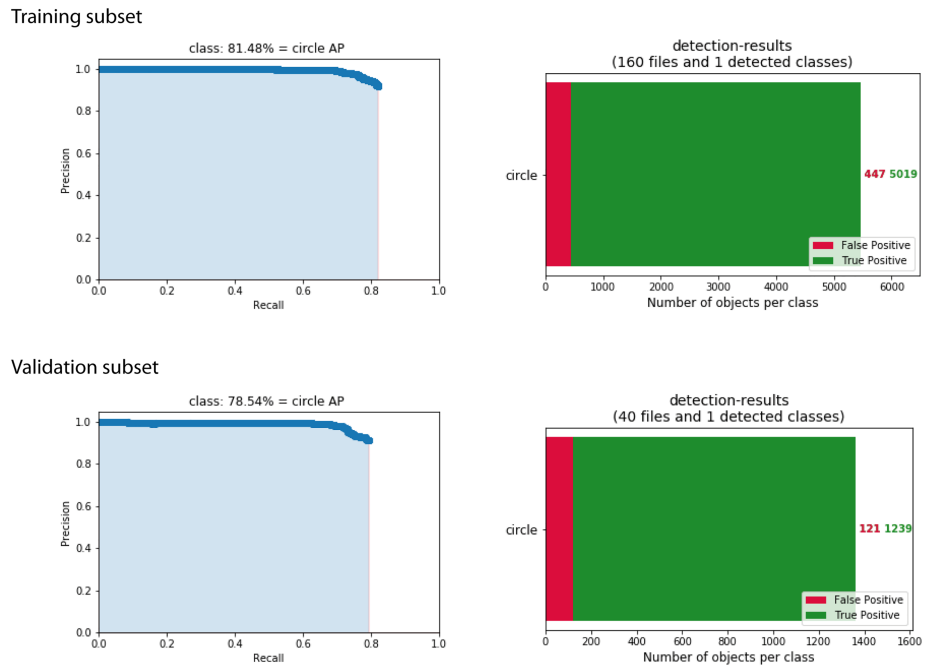 Training subset
class: 81.48% = circle AP
Precision
1.0
0.8
0.6
0.4
0.2
0.0
0.0 0.2 0.4 0.6 0.8 1.0
Recall
detection-results
(160 files and 1 detected classes)
circle
447 5019
False Positive
True Positive
0 1000 2000 3000 4000 5000 6000
Number of objects per class
Validation subset
class: 78.54% = circle AP
Precision
1.0
0.8
0.6
0.4
0.2
0.0
0.0 0.2 0.4 0.6 0.8 1.0
Recall
detection-results
(40 files and 1 detected classes)
circle
121 1239
False Positive
True Positive
0 200 400 600 800 1000 1200 1400 1600
Number of objects per class